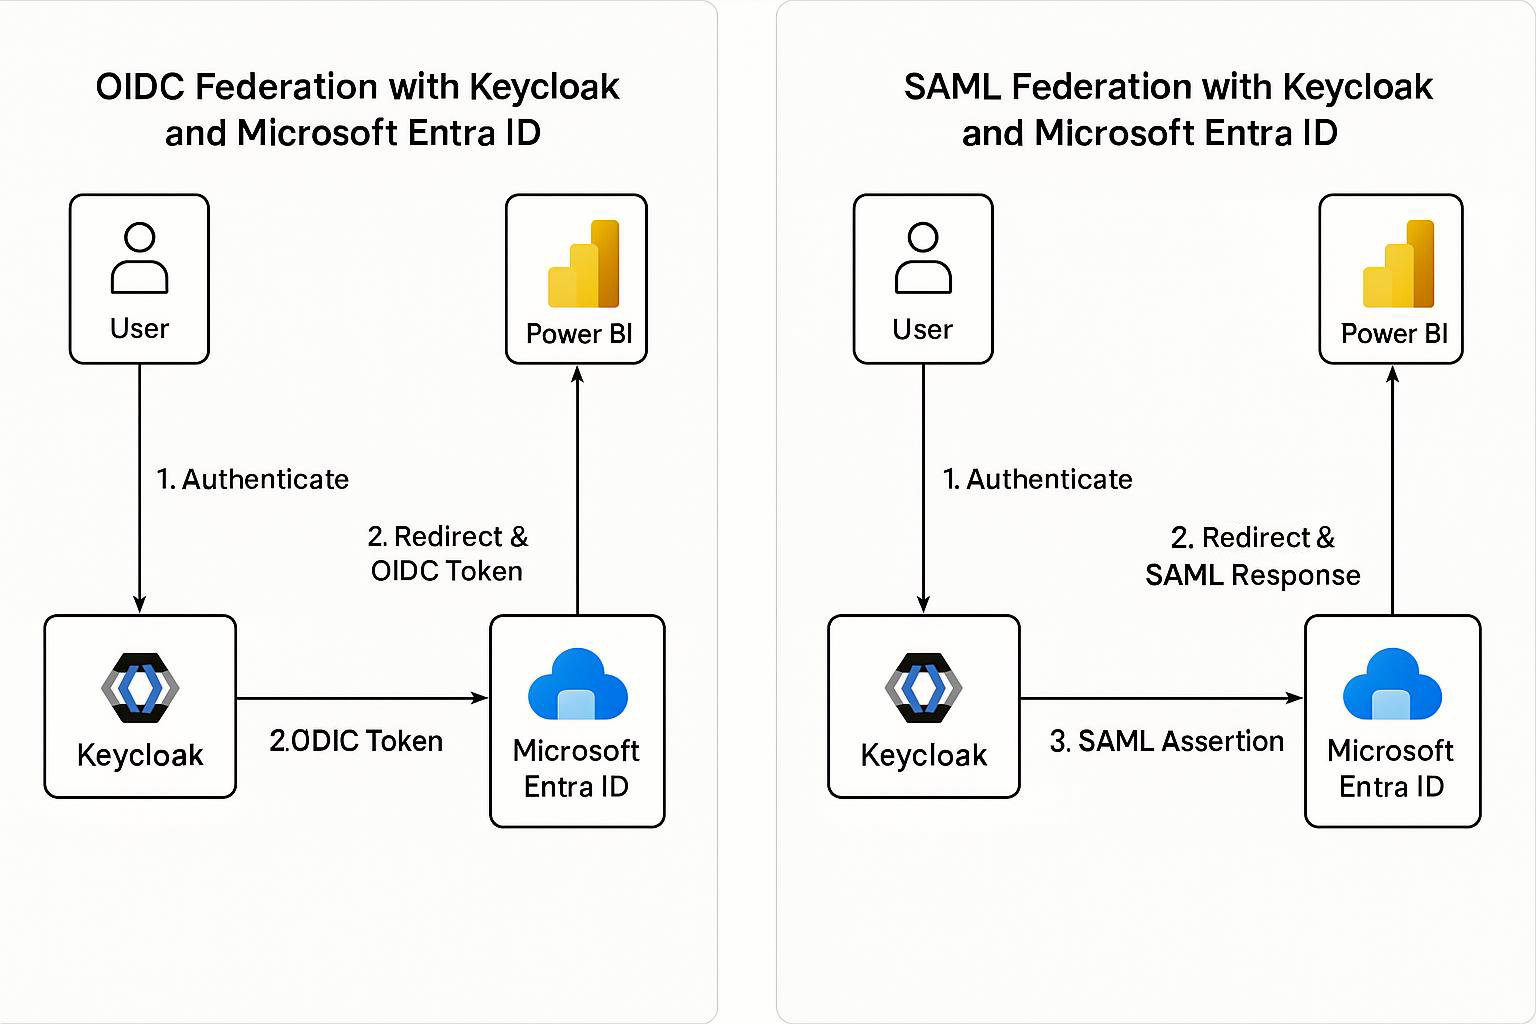 OIDC Federation with Keycloak
and Microsoft Entra ID
User
Power BI
1. Authenticate
2. Redirect &
OIDC Token
Keycloak
2.ODIC Token
Microsoft
Entra ID
SAML Federation with Keycloak
and Microsoft Entra ID
User
Power BI
1. Authenticate
2. Redirect &
SAML Response
Keycloak
3. SAML Assertion
Microsoft
Entra ID